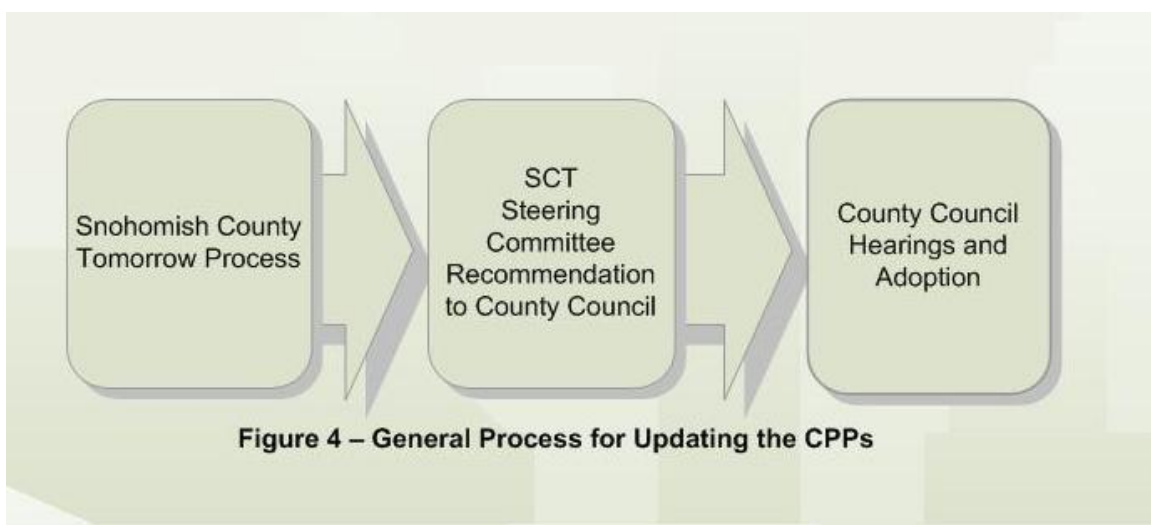 Snohomish County
Tomorrow Process
SCT
Steering
Committee
Recommendation
to County Council
County Council
Hearings and
Adoption
Figure 4 – General Process for Updating the CPPs